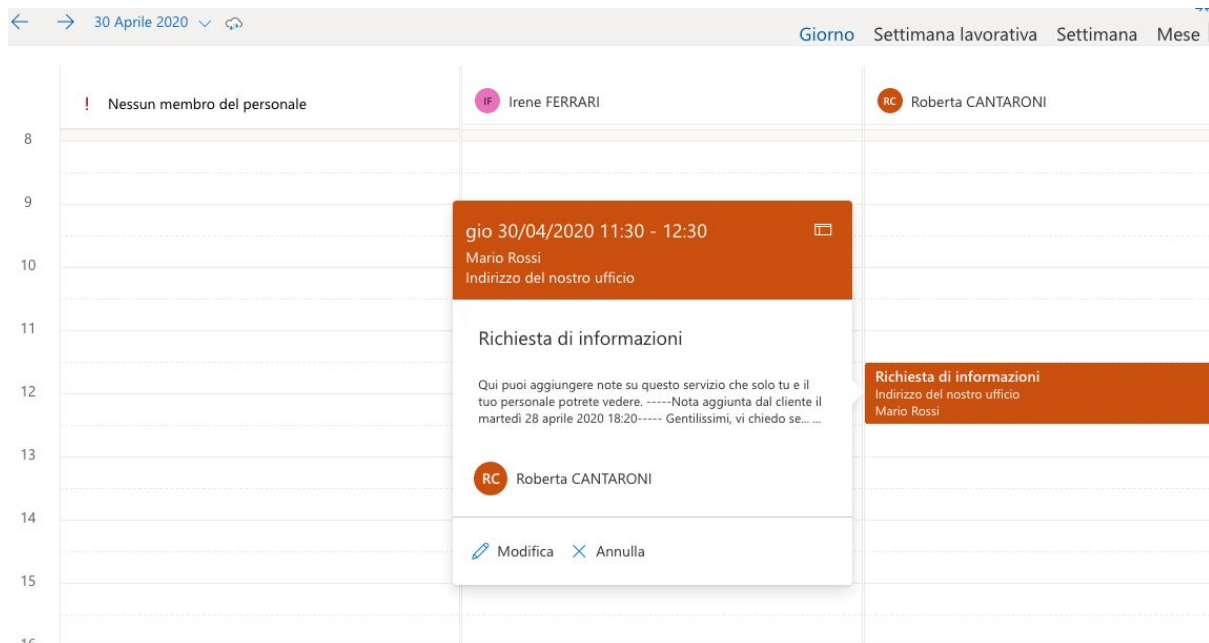 30 Aprile 2020
Giorno Settimana lavorativa Settimana Mese
! Nessun membro del personale
IF Irene FERRARI
RC Roberta CANTARONI
8
9
10
11
12
13
14
15
16
gio 30/04/2020 11:30 - 12:30
Mario Rossi
Indirizzo del nostro ufficio
Richiesta di informazioni
Qui puoi aggiungere note su questo servizio che solo tu e il
tuo personale potrete vedere. -----Nota aggiunta dal cliente il
martedì 28 aprile 2020 18:20----- Gentilissimi, vi chiedo se... ...
RC Roberta CANTARONI
Modifica Annulla
Richiesta di informazioni
Indirizzo del nostro ufficio
Mario Rossi